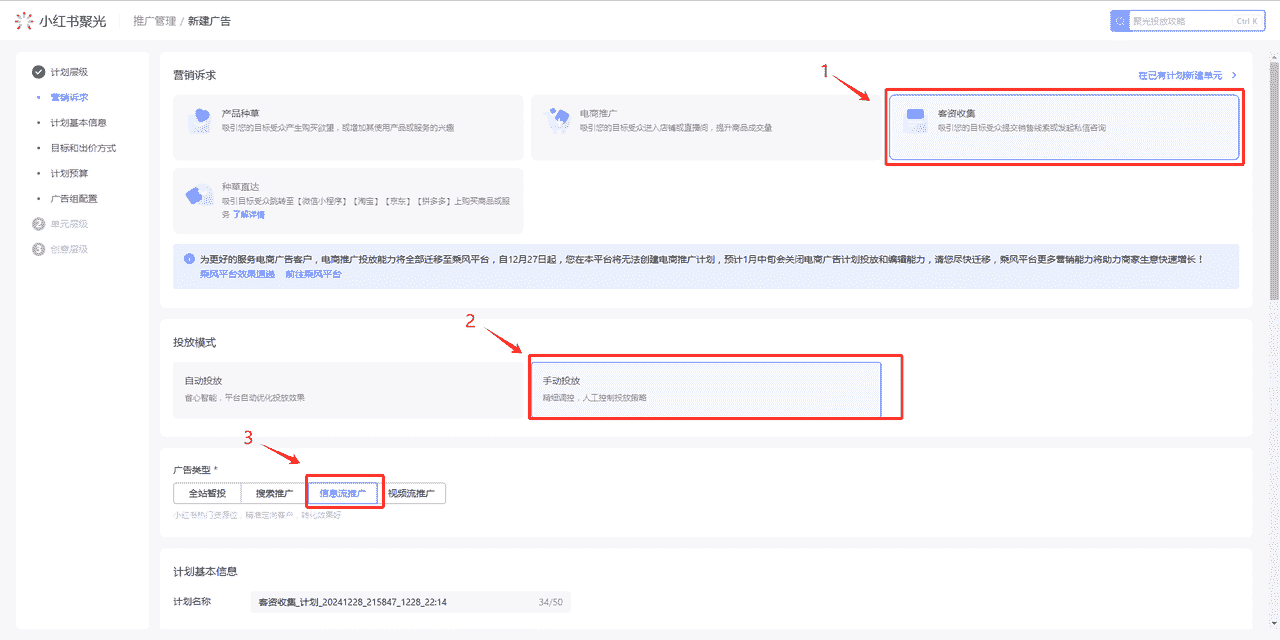 小红书聚光 推广管理 / 新建广告
聚光投放攻略 Ctrl K
计划层级
营销诉求
计划基本信息
目标和出价方式
计划预算
广告组配置
2 单元层级
3 创意层级
营销诉求
在已有计划新建单元 >
1
产品种草
吸引您的目标受众产生购买欲望，或增加其使用产品或服务的兴趣
电商推广
吸引您的目标受众进入店铺或直播间，提升商品成交量
客资收集
吸引您的目标受众提交销售线索或发起私信咨询
种草直达
吸引目标受众跳转至【微信小程序】【淘宝】【京东】【拼多多】上购买商品或服
务 了解详情
为更好的服务电商广告客户，电商推广投放能力将全部迁移至乘风平台，自12月27日起，您在本平台将无法创建电商推广计划，预计1月中旬会关闭电商广告计划投放和编辑能力，请您尽快迁移，乘风平台更多营销能力将助力商家生意快速增长！
乘风平台效果速递 前往乘风平台
2
投放模式
自动投放
省心智能，平台自动优化投放效果
手动投放
精细调控，人工控制投放策略
3
广告类型 *
全站智投 搜索推广 信息流推广 视频流推广
小红书热门资源位，精准定向客户，转化效果好
计划基本信息
计划名称 客资收集_计划_20241228_215847_1228_22:14 34/50